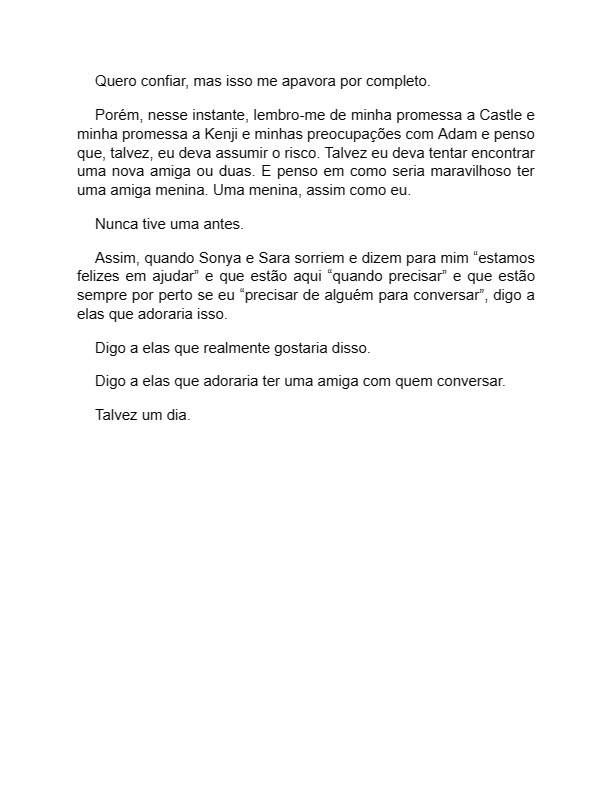 Quero confiar, mas isso me apavora por completo.
Porém, nesse instante, lembro-me de minha promessa a Castle e
minha promessa a Kenji e minhas preocupações com Adam e penso
que, talvez, eu deva assumir o risco. Talvez eu deva tentar encontrar
uma nova amiga ou duas. E penso em como seria maravilhoso ter
uma amiga menina. Uma menina, assim como eu.
Nunca tive uma antes.
Assim, quando Sonya e Sara sorriem e dizem para mim “estamos
felizes em ajudar” e que estão aqui “quando precisar” e que estão
sempre por perto se eu “precisar de alguém para conversar”, digo a
elas que adoraria isso.
Digo a elas que realmente gostaria disso.
Digo a elas que adoraria ter uma amiga com quem conversar.
Talvez um dia.